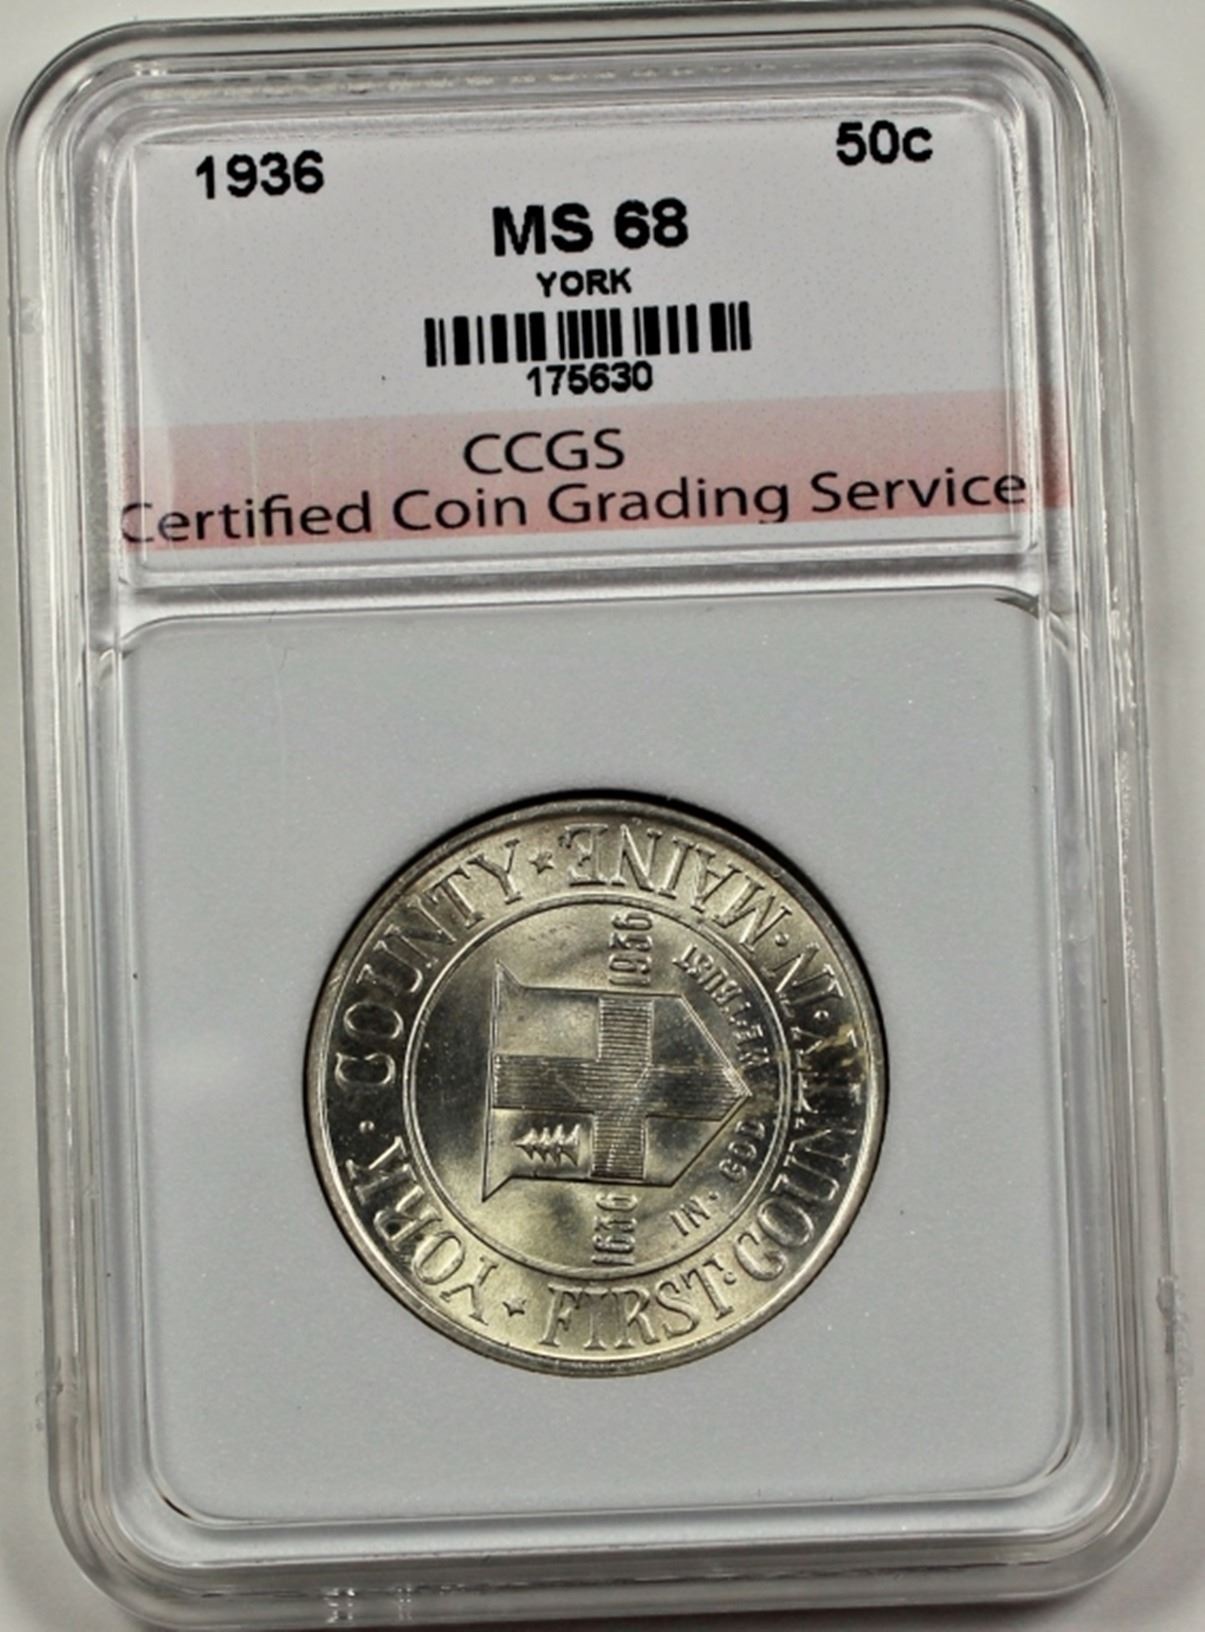 1936
50c
MS 68
YORK
175630
CCGS
Certified Coin Grading Service
YORK · COUNTY
FIRST · COUNTY · IN · MAINE
1636
1936
IN · GOD · WE · TRUST